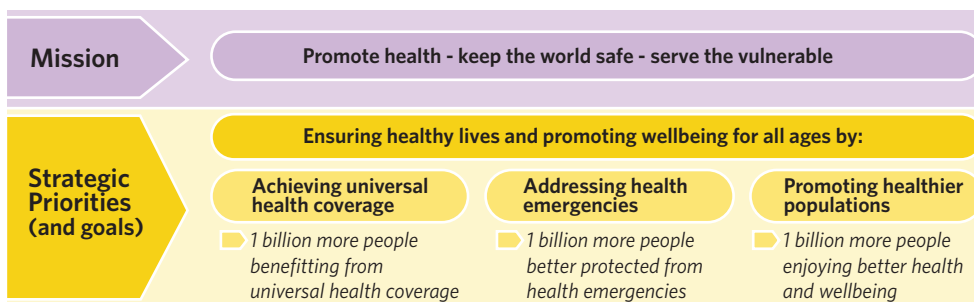 Mission
Promote health - keep the world safe - serve the vulnerable
Strategic
Priorities
(and goals)
Ensuring healthy lives and promoting wellbeing for all ages by:
Achieving universal
health coverage
1 billion more people
benefitting from
universal health coverage
Addressing health
emergencies
1 billion more people
better protected from
health emergencies
Promoting healthier
populations
1 billion more people
enjoying better health
and wellbeing